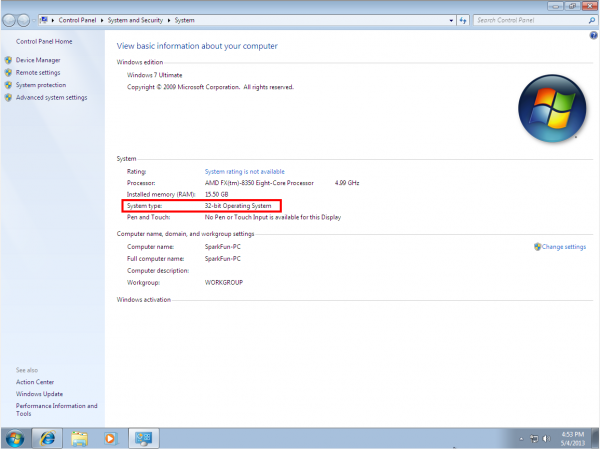 Control Panel ▸ System and Security ▸ System
Search Control Panel
Control Panel Home
Device Manager
Remote settings
System protection
Advanced system settings
View basic information about your computer
Windows edition
Windows 7 Ultimate
Copyright © 2009 Microsoft Corporation. All rights reserved.
System
Rating: System rating is not available
Processor: AMD FX(tm)-8350 Eight-Core Processor 4.99 GHz
Installed memory (RAM): 15.50 GB
System type: 32-bit Operating System
Pen and Touch: No Pen or Touch Input is available for this Display
Computer name, domain, and workgroup settings
Computer name: SparkFun-PC
Change settings
Full computer name: SparkFun-PC
Computer description:
Workgroup: WORKGROUP
Windows activation
See also
Action Center
Windows Update
Performance Information and
Tools
4:53 PM
5/4/2013